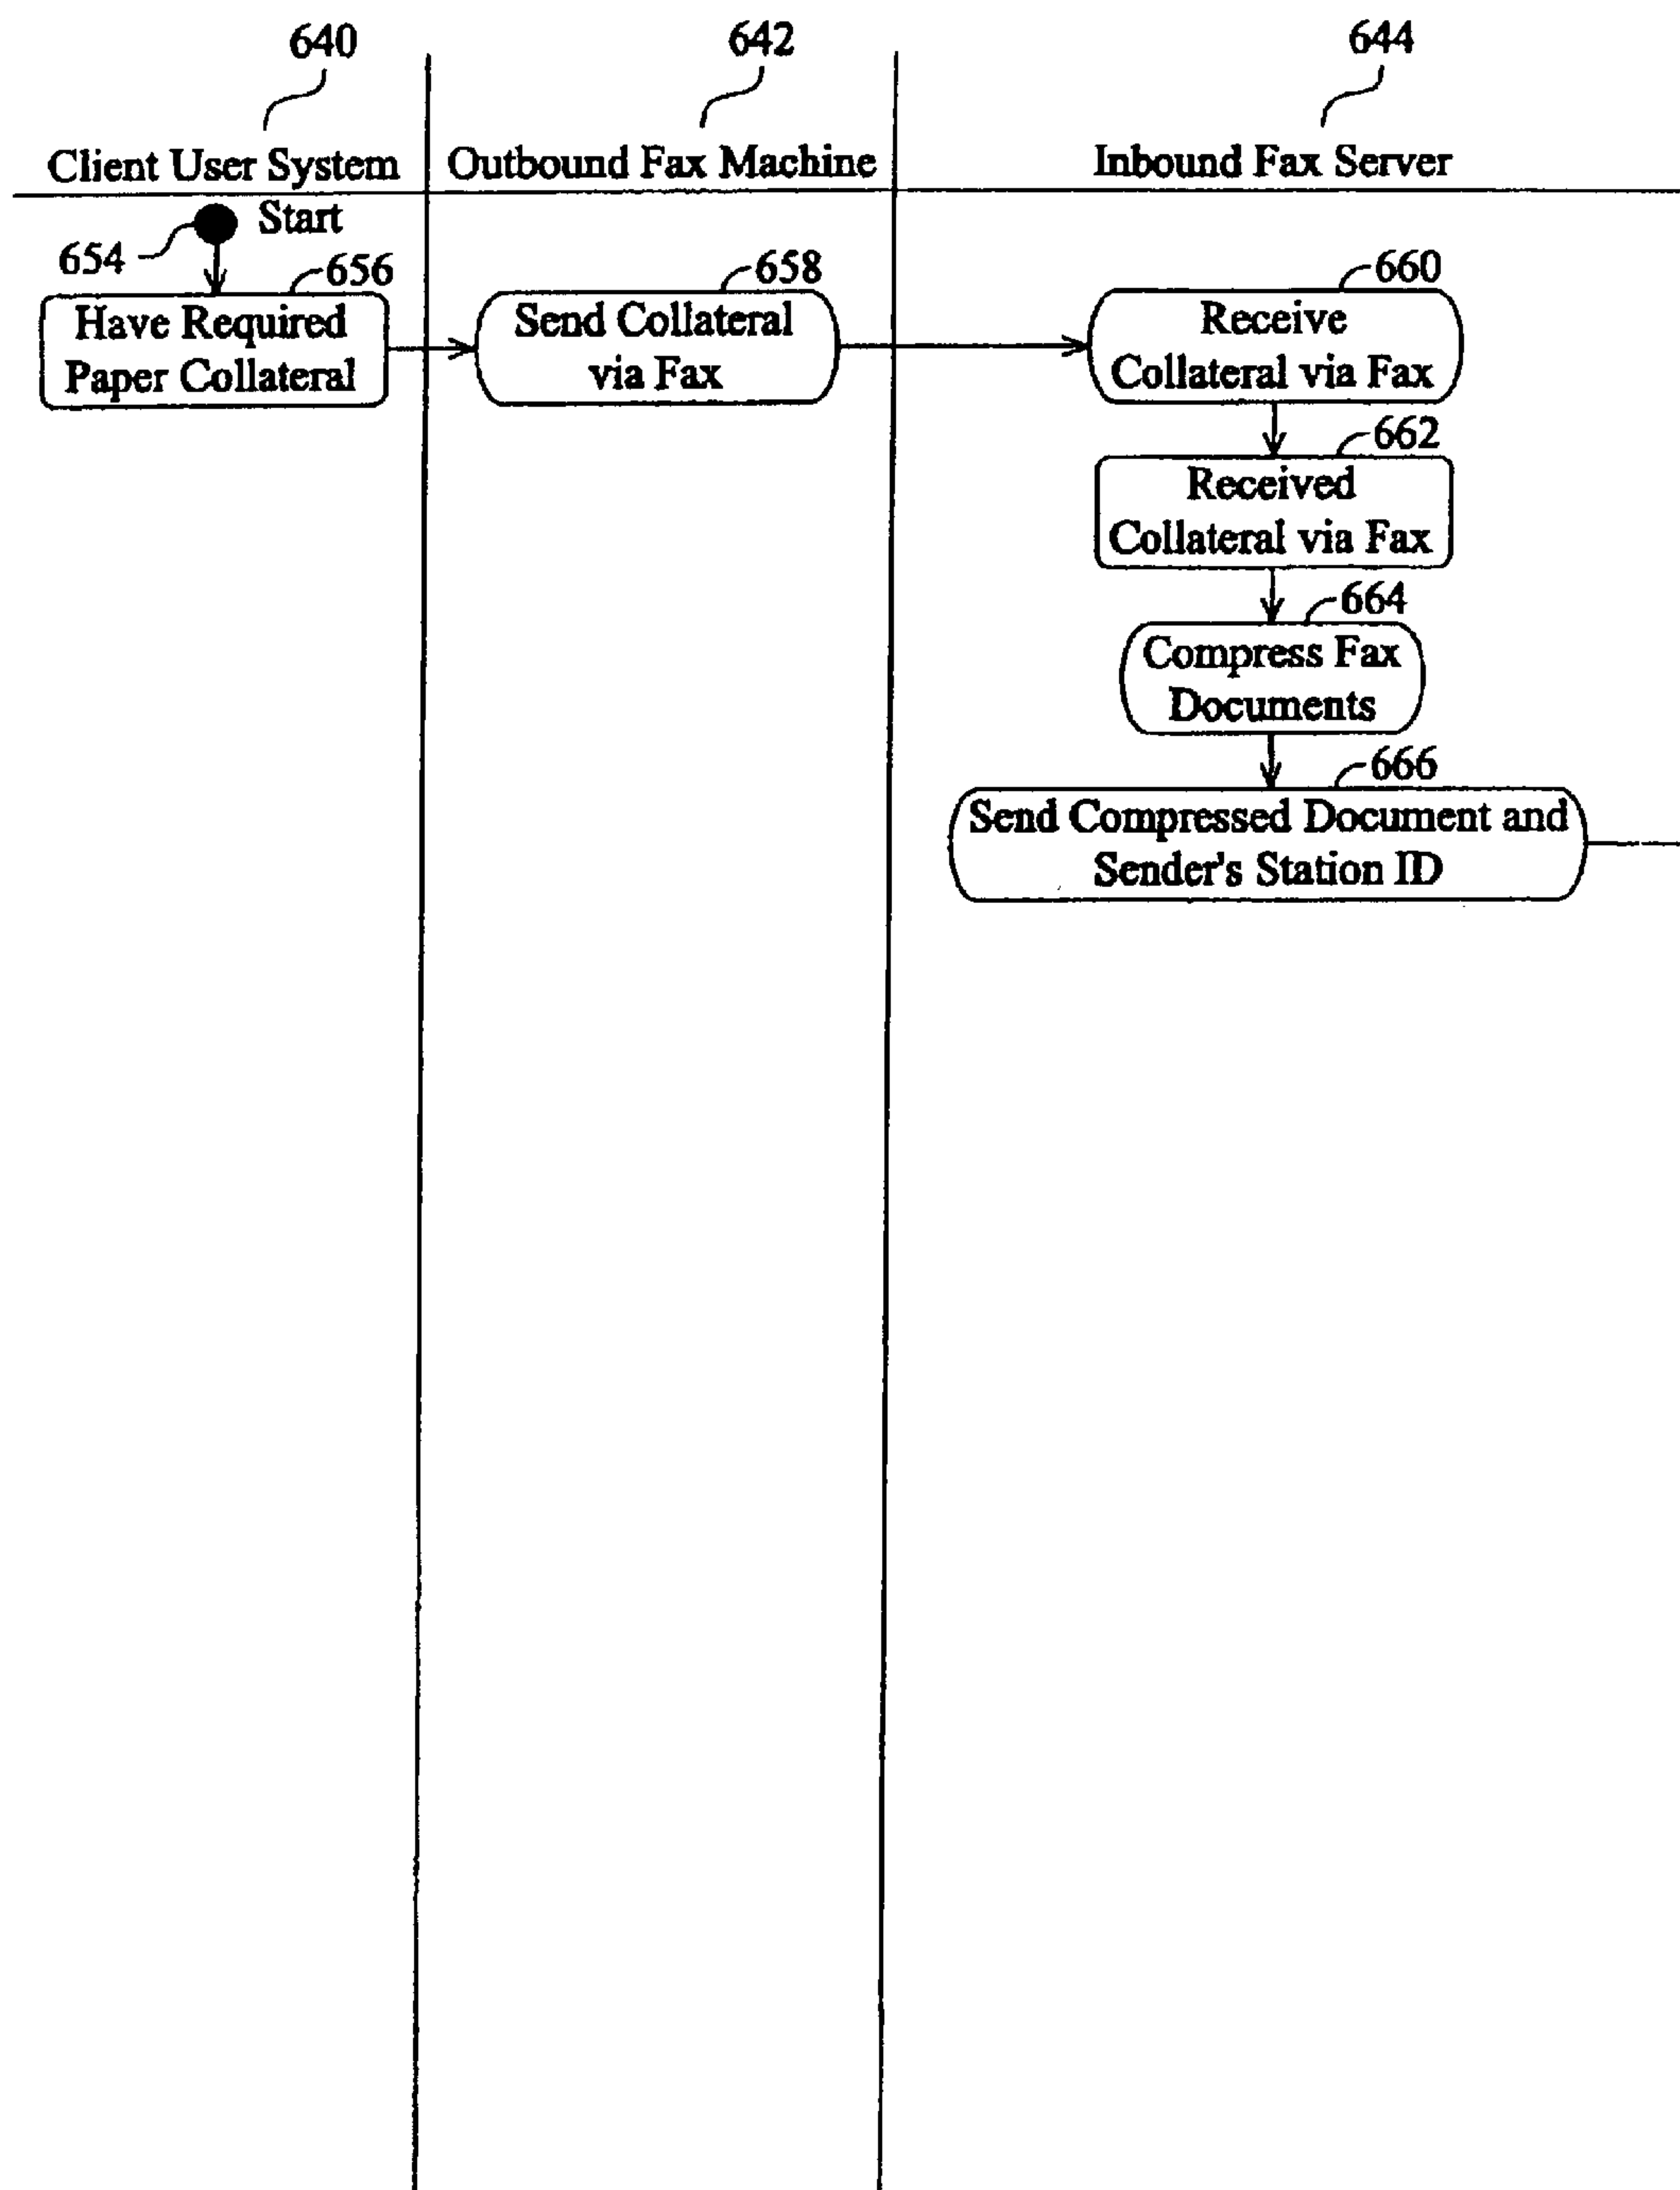 640
642
644
Client User System
Outbound Fax Machine
Inbound Fax Server
Start
654
656
Have Required
Paper Collateral
658
Send Collateral
via Fax
660
Receive
Collateral via Fax
662
Received
Collateral via Fax
664
Compress Fax
Documents
666
Send Compressed Document and
Sender's Station ID